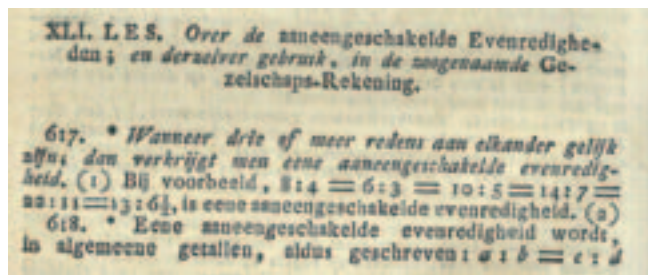 XLI. LES. Over de aaneengeschakelde Evenredighe-
den; en derzelver gebruik, in de zoogenaamde Ge-
zelschaps-Rekening.
617. * Wanneer drie of meer redens aan elkander gelijk
zijn, dan verkrijgt men eene aaneengeschakelde evenredig-
heid. (1) Bij voorbeeld, 8:4 = 6:3 = 10:5 = 14:7 =
22:11 = 13:6½, is eene aaneengeschakelde evenredigheid. (2)
618. * Eene aaneengeschakelde evenredigheid wordt,
in algemeene getallen, aldus geschreven: a : b = c : d